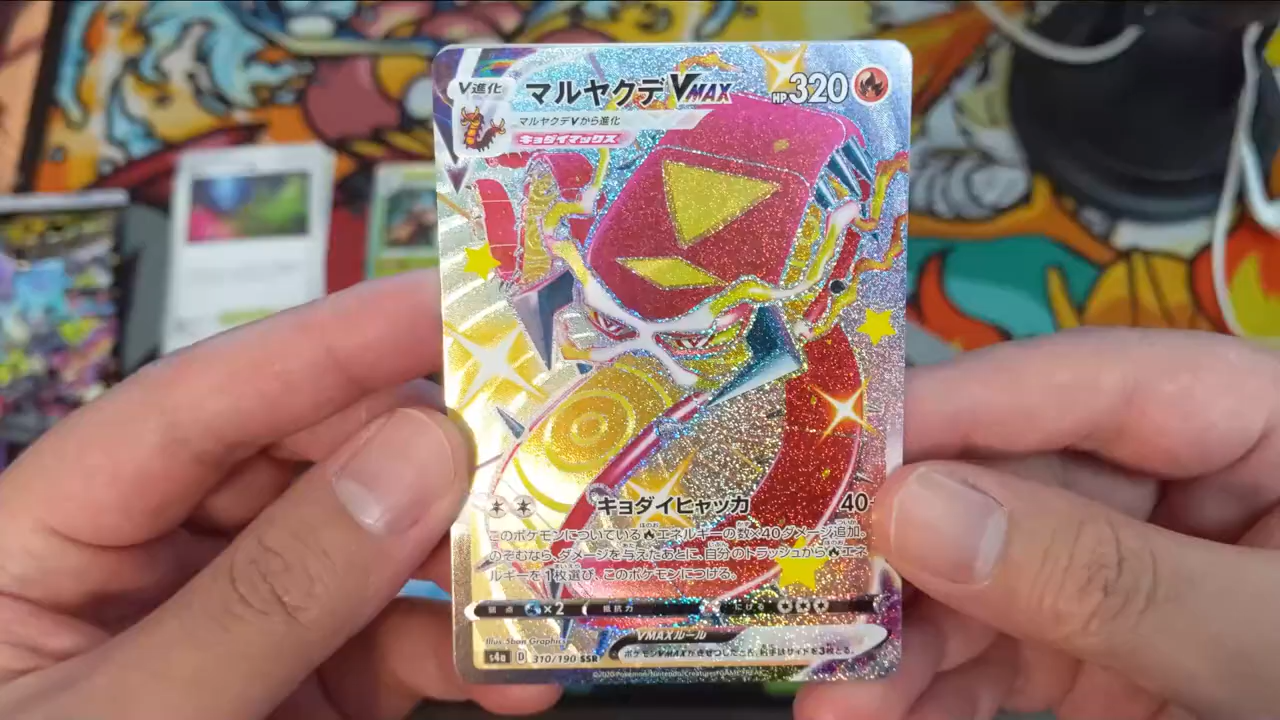 V進化
マルヤクデVMAX
HP320
マルヤクデVから進化
キョダイマックス
キョダイヒャッカ 40+
このポケモンについている エネルギーの数×40ダメージ追加。
のぞむなら、ダメージを与えたあとに、自分のトラッシュから エネ
ルギーを1枚選び、このポケモンにつける。
弱点 ×2 抵抗力 にげる
VMAXルール
ポケモンVMAXがきぜつしたとき、相手はサイドを3枚とる。
Illus. 5ban Graphics
s4a D 310/190 SSR
©2020 Pokémon/Nintendo/Creatures/GAME FREAK